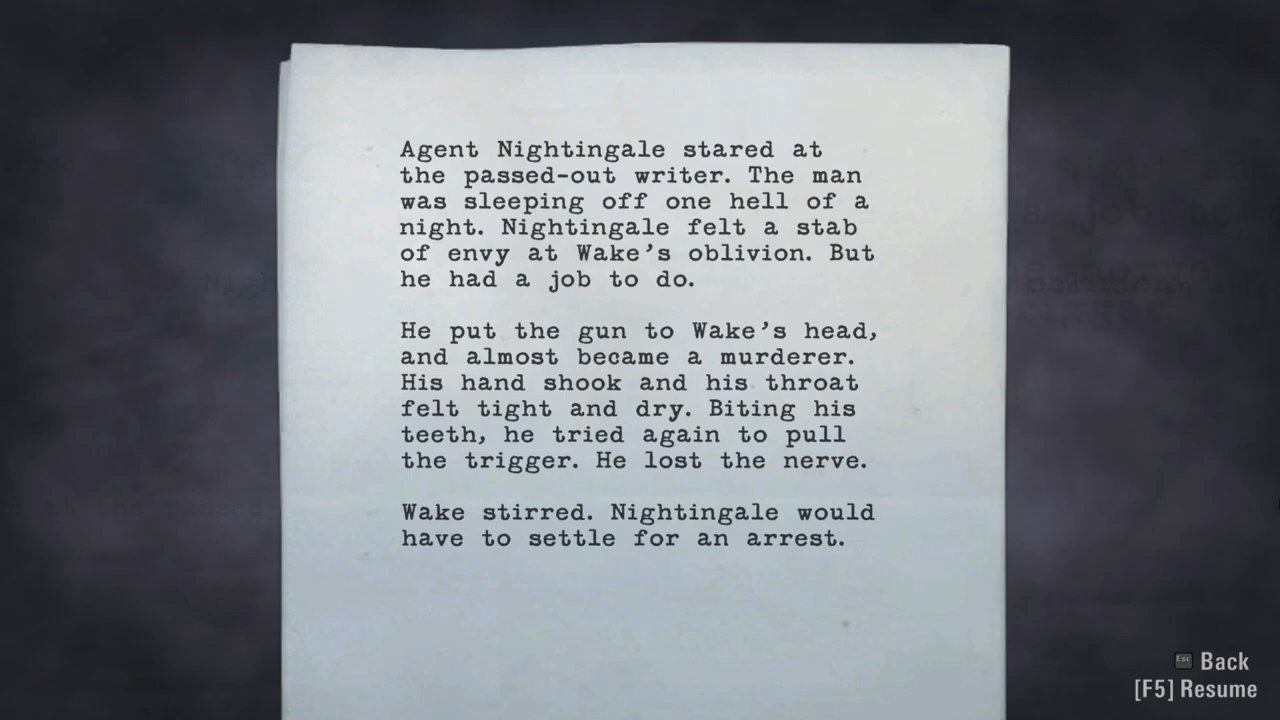 Agent Nightingale stared at
the passed-out writer. The man
was sleeping off one hell of a
night. Nightingale felt a stab
of envy at Wake's oblivion. But
he had a job to do.
He put the gun to Wake's head,
and almost became a murderer.
His hand shook and his throat
felt tight and dry. Biting his
teeth, he tried again to pull
the trigger. He lost the nerve.
Wake stirred. Nightingale would
have to settle for an arrest.
Esc Back
[F5] Resume